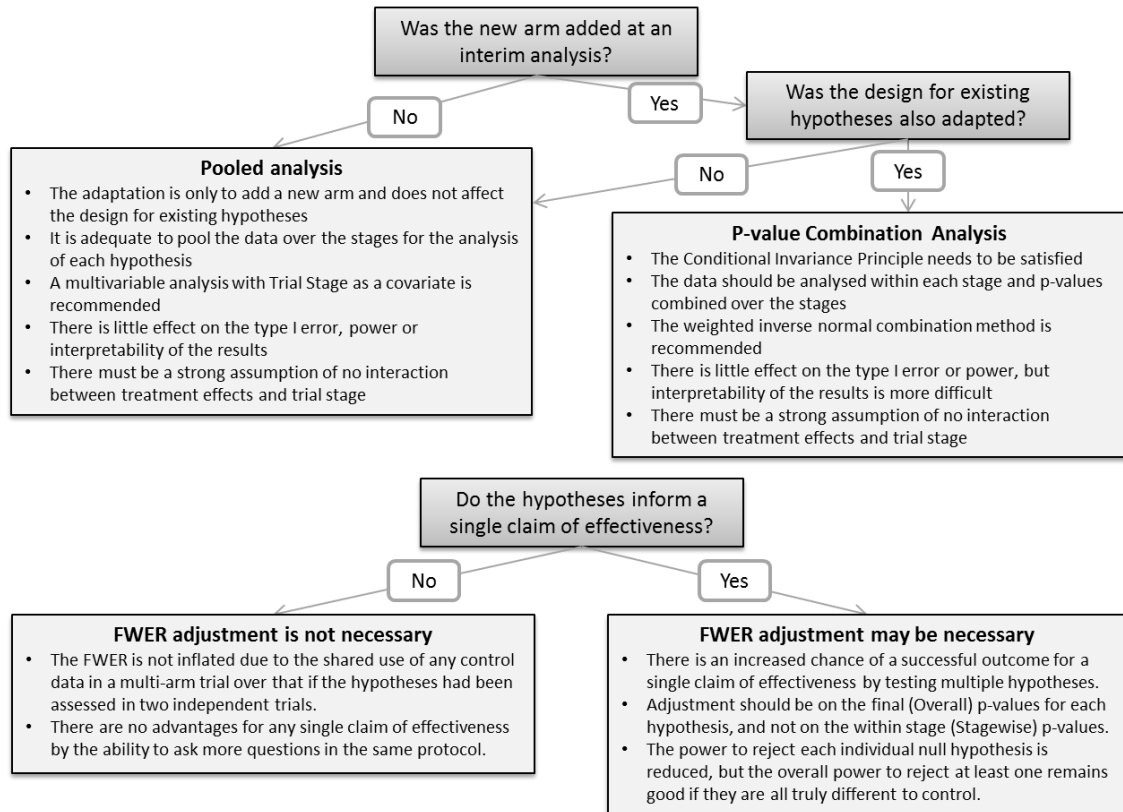 Was the new arm added at an
interim analysis?
No
Yes
Was the design for existing
hypotheses also adapted?
No
Yes
Pooled analysis
• The adaptation is only to add a new arm and does not affect
the design for existing hypotheses
• It is adequate to pool the data over the stages for the analysis
of each hypothesis
• A multivariable analysis with Trial Stage as a covariate is
recommended
• There is little effect on the type I error, power or
interpretability of the results
• There must be a strong assumption of no interaction
between treatment effects and trial stage
P-value Combination Analysis
• The Conditional Invariance Principle needs to be satisfied
• The data should be analysed within each stage and p-values
combined over the stages
• The weighted inverse normal combination method is
recommended
• There is little effect on the type I error or power, but
interpretability of the results is more difficult
• There must be a strong assumption of no interaction
between treatment effects and trial stage
Do the hypotheses inform a
single claim of effectiveness?
No
Yes
FWER adjustment is not necessary
• The FWER is not inflated due to the shared use of any control
data in a multi-arm trial over that if the hypotheses had been
assessed in two independent trials.
• There are no advantages for any single claim of effectiveness
by the ability to ask more questions in the same protocol.
FWER adjustment may be necessary
• There is an increased chance of a successful outcome for a
single claim of effectiveness by testing multiple hypotheses.
• Adjustment should be on the final (Overall) p-values for each
hypothesis, and not on the within stage (Stagewise) p-values.
• The power to reject each individual null hypothesis is
reduced, but the overall power to reject at least one remains
good if they are all truly different to control.